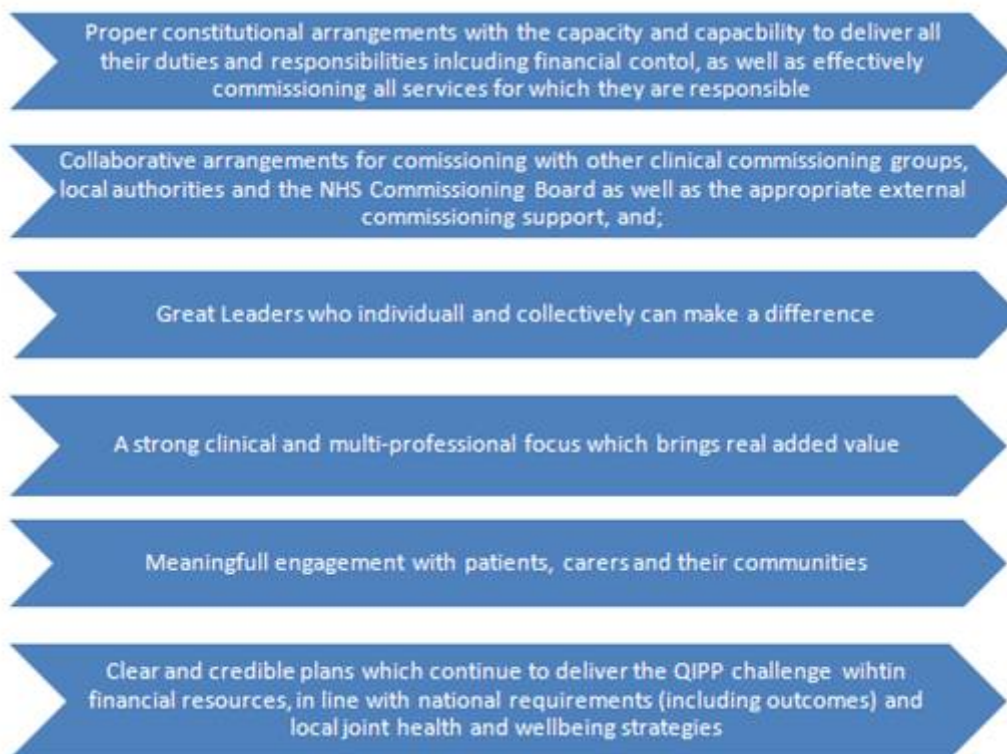 Proper constitutional arrangements with the capacity and capacbility to deliver all
their duties and responsibilities inlcuding financial contol, as well as effectively
commissioning all services for which they are responsible
Collaborative arrangements for comissioning with other clinical commissioning groups,
local authorities and the NHS Commissioning Board as well as the appropriate external
commissioning support, and;
Great Leaders who individuall and collectively can make a difference
A strong clinical and multi-professional focus which brings real added value
Meaningfull engagement with patients, carers and their communities
Clear and credible plans which continue to deliver the QIPP challenge wihtin
financial resources, in line with national requirements (including outcomes) and
local joint health and wellbeing strategies